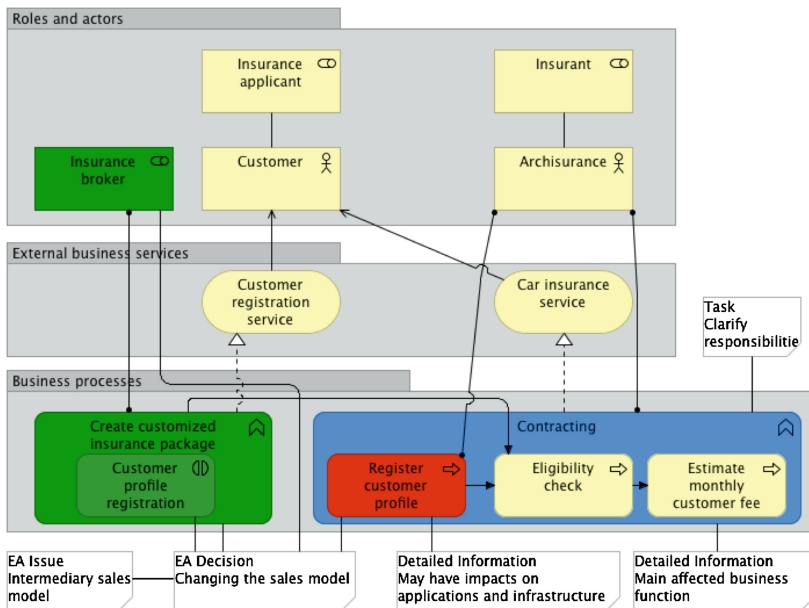 Roles and actors
Insurance
applicant
Insurant
Insurance
broker
Customer
Archisurance
External business services
Customer
registration
service
Car insurance
service
Task
Clarify
responsibilitie
Business processes
Create customized
insurance package
Customer
profile
registration
Contracting
Register
customer
profile
Eligibility
check
Estimate
monthly
customer fee
EA Issue
Intermediary sales
model
EA Decision
Changing the sales model
Detailed Information
May have impacts on
applications and infrastructure
Detailed Information
Main affected business
function